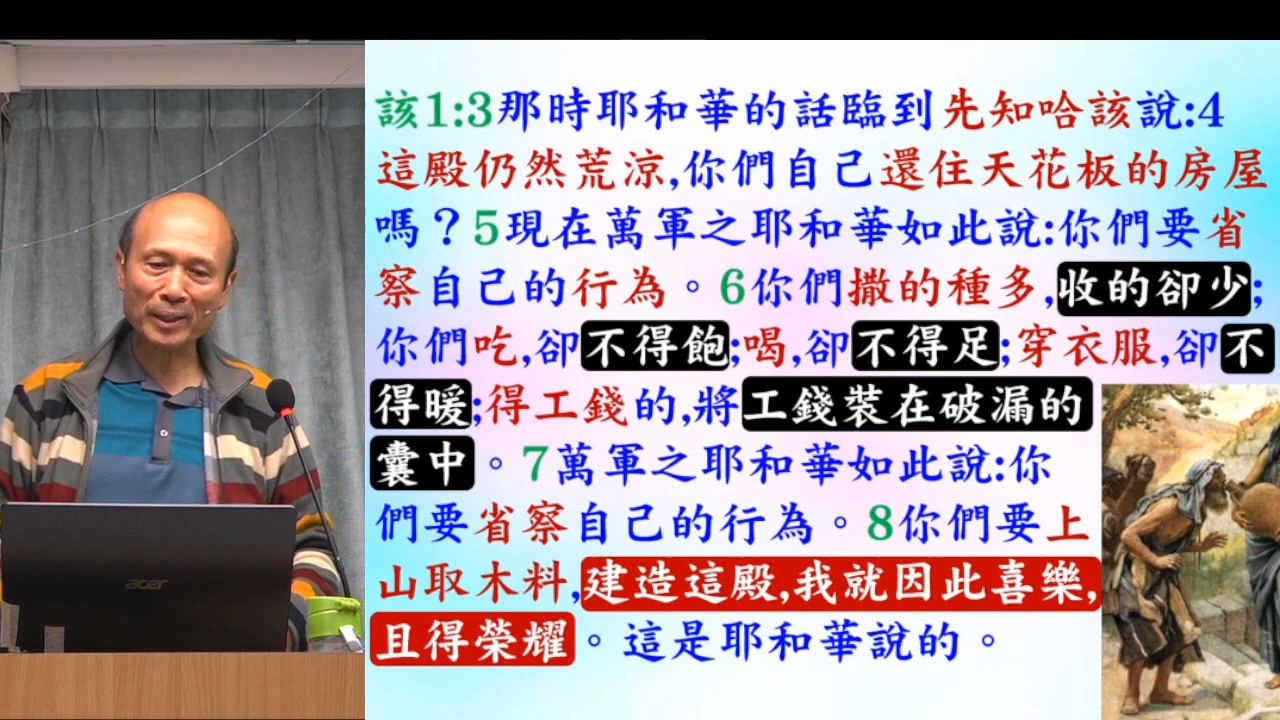 該1:3那時耶和華的話臨到先知哈該說:4
這殿仍然荒涼,你們自己還住天花板的房屋
嗎？5現在萬軍之耶和華如此說:你們要省
察自己的行為。6你們撒的種多,收的卻少;
你們吃,卻不得飽;喝,卻不得足;穿衣服,卻不
得暖;得工錢的,將工錢裝在破漏的
囊中。7萬軍之耶和華如此說:你
們要省察自己的行為。8你們要上
山取木料,建造這殿,我就因此喜樂,
且得榮耀。這是耶和華說的。
acer